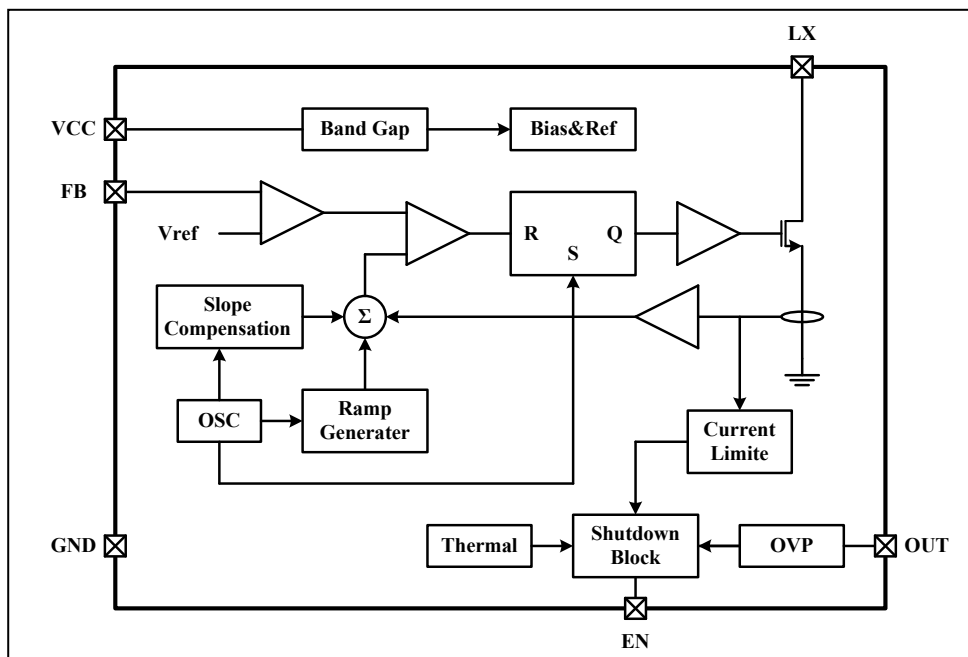 LX
VCC
Band Gap
Bias&Ref
FB
Vref
R
Q
S
Slope
Compensation
Σ
OSC
Ramp
Generater
Current
Limite
GND
Thermal
Shutdown
Block
OVP
OUT
EN